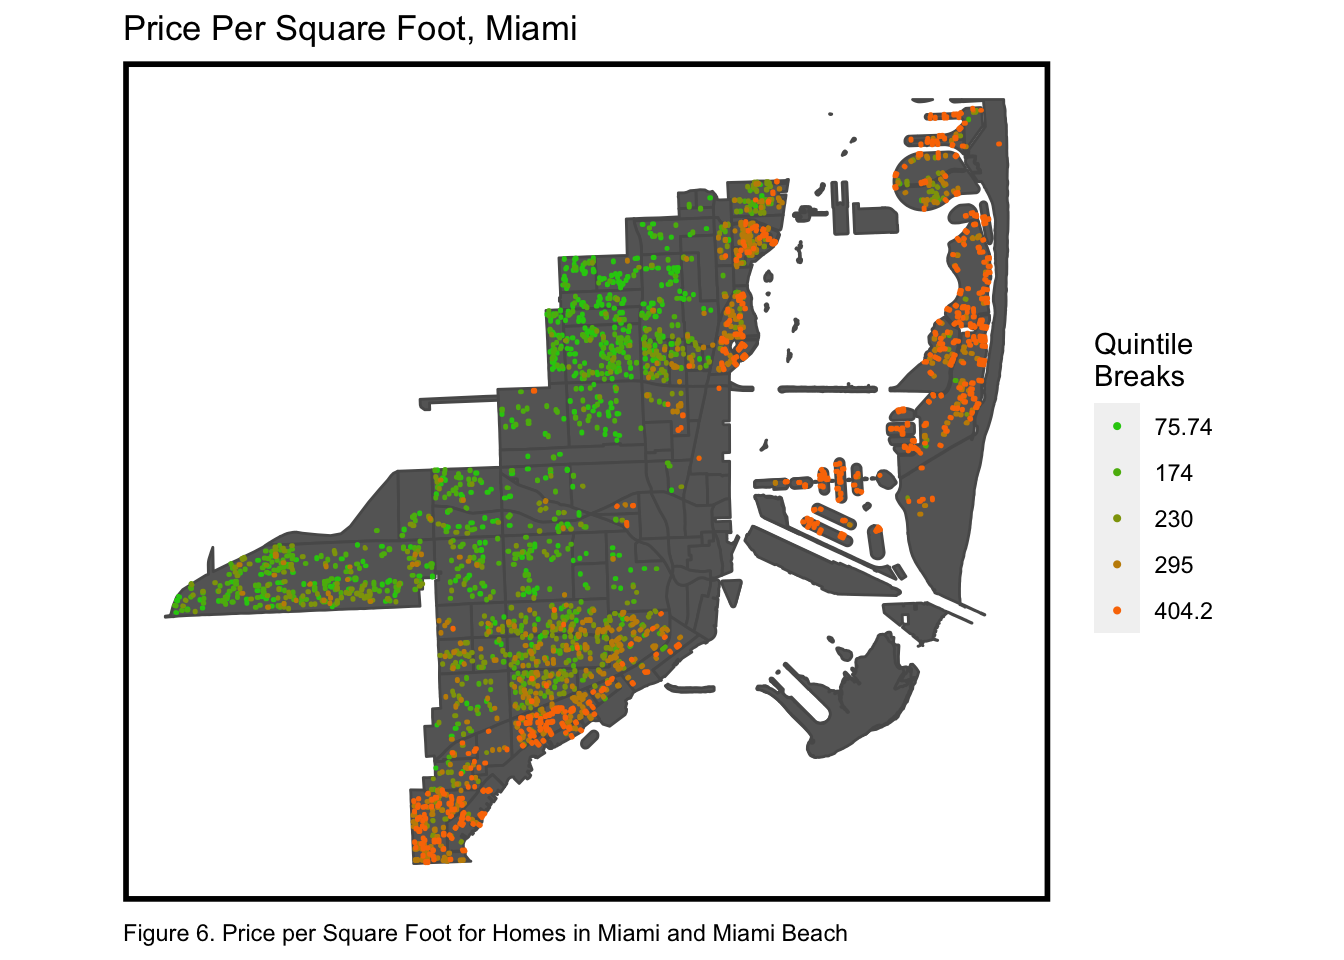 Price Per Square Foot, Miami
Quintile
Breaks
75.74
174
230
295
404.2
Figure 6. Price per Square Foot for Homes in Miami and Miami Beach